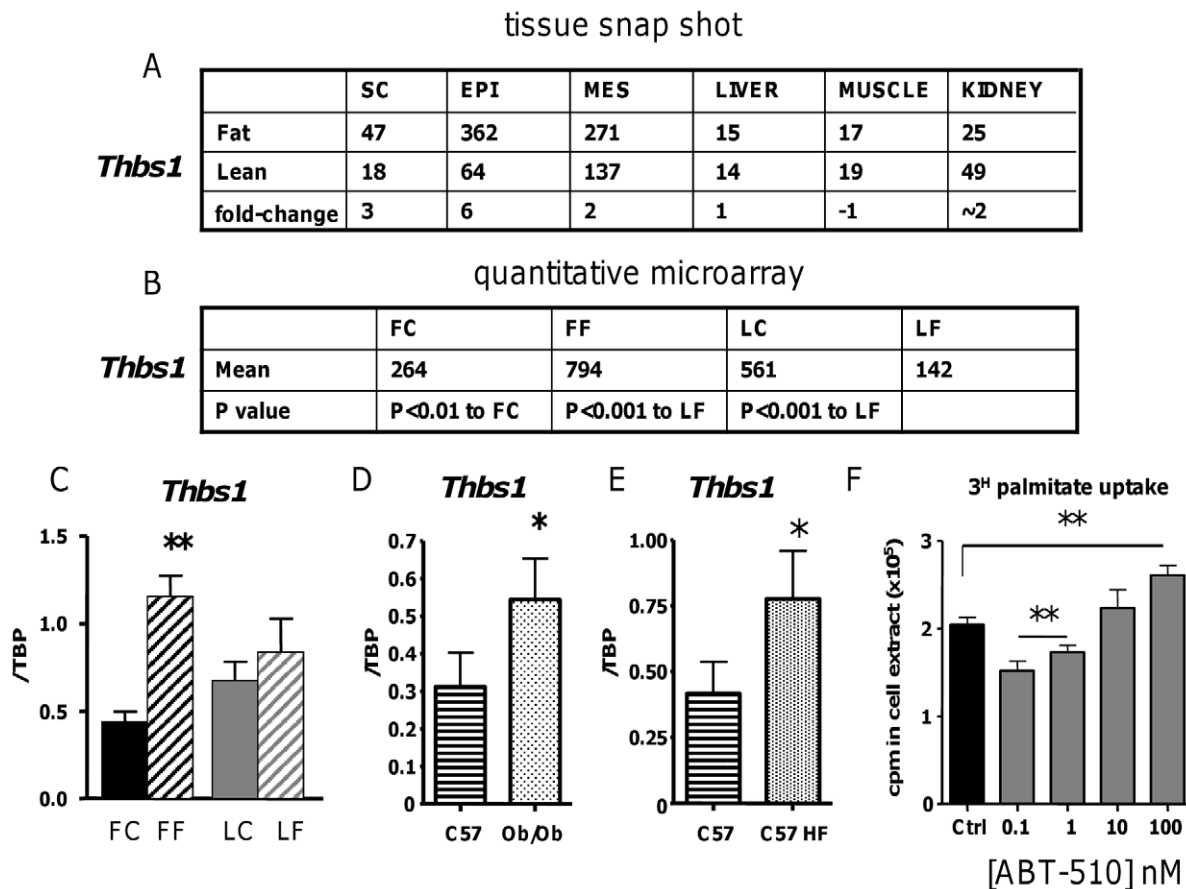 tissue snap shot
A
SC EPI MES LIVER MUSCLE KIDNEY
Fat 47 362 271 15 17 25
Thbs1 Lean 18 64 137 14 19 49
fold-change 3 6 2 1 -1 ~2
quantitative microarray
B
FC FF LC LF
Thbs1 Mean 264 794 561 142
P value P<0.01 to FC P<0.001 to LF P<0.001 to LF
C Thbs1
/TBP
1.5
**
1.0
0.5
0.0
FC FF LC LF
D Thbs1
/TBP
0.7
*
0.6
0.5
0.4
0.3
0.2
0.1
0
C57 Ob/Ob
E Thbs1
/TBP
1.00
*
0.75
0.50
0.25
0
C57 C57 HF
F
3H palmitate uptake
**
cpm in cell extract (x105)
3
**
2
1
0
Ctrl 0.1 1 10 100
[ABT-510] nM